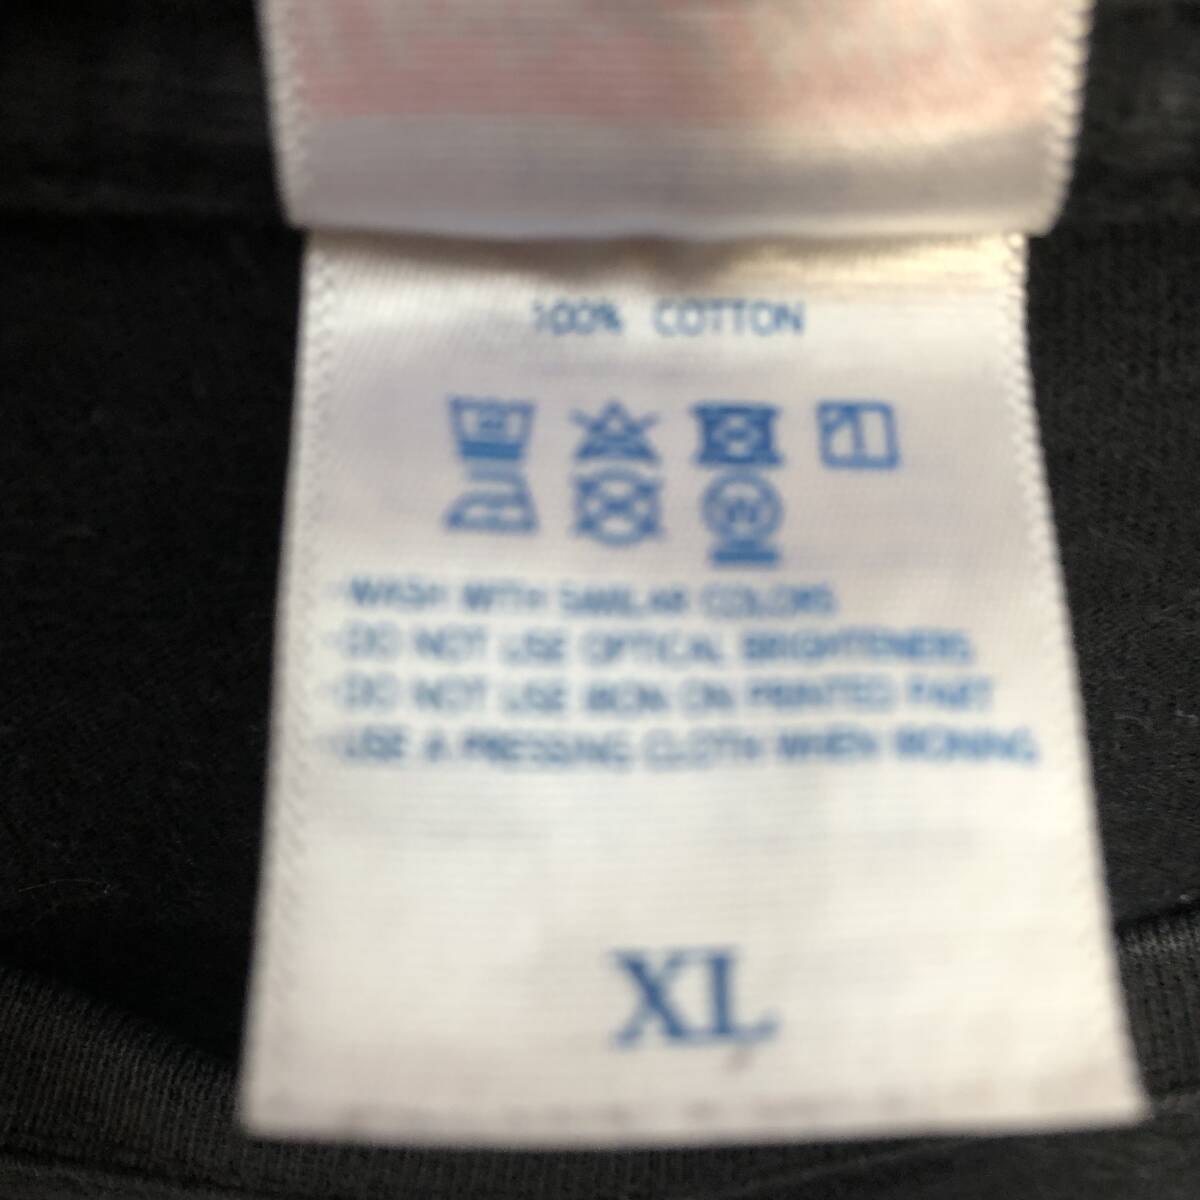 100% COTTON
· WASH WITH SIMILAR COLORS
· DO NOT USE OPTICAL BRIGHTENERS
· DO NOT USE IRON ON PRINTED PART
· USE A PRESSING CLOTH WHEN IRONING
XL